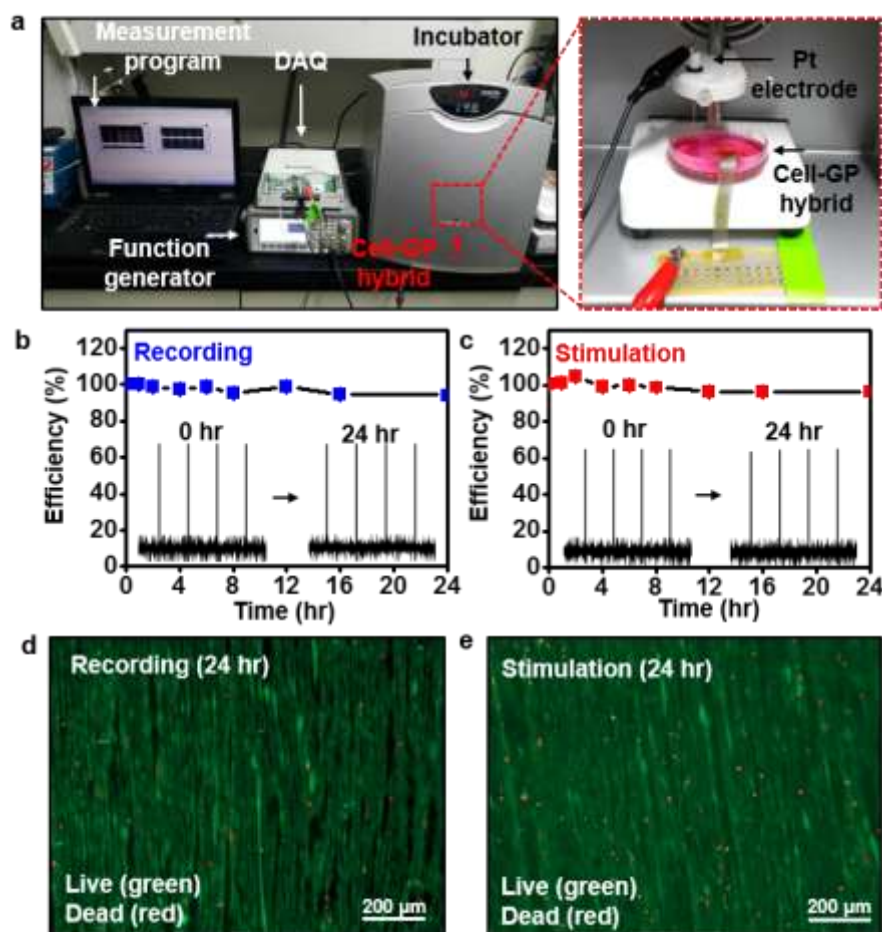 a
Measurement
program
DAQ
Incubator
Function
generator
Cell-GP
hybrid
Pt
electrode
Cell-GP
hybrid
b
Recording
Efficiency (%)
120
100
80
60
40
20
0
0 hr
24 hr
0 4 8 12 16 20 24
Time (hr)
c
Stimulation
Efficiency (%)
120
100
80
60
40
20
0
0 hr
24 hr
0 4 8 12 16 20 24
Time (hr)
d
Recording (24 hr)
Live (green)
Dead (red)
200 μm
e
Stimulation (24 hr)
Live (green)
Dead (red)
200 μm